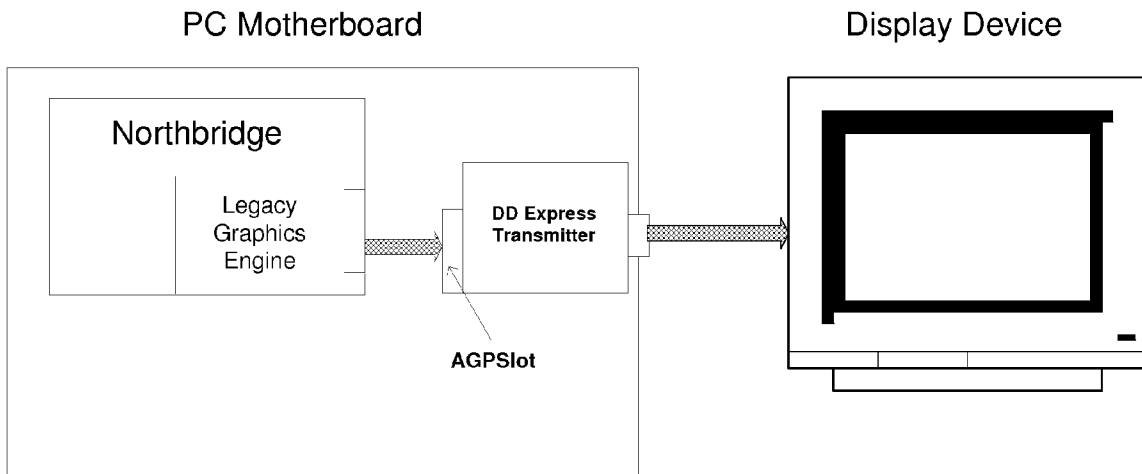 PC Motherboard
Display Device
Northbridge
Legacy
Graphics
Engine
DD Express
Transmitter
AGPSlot